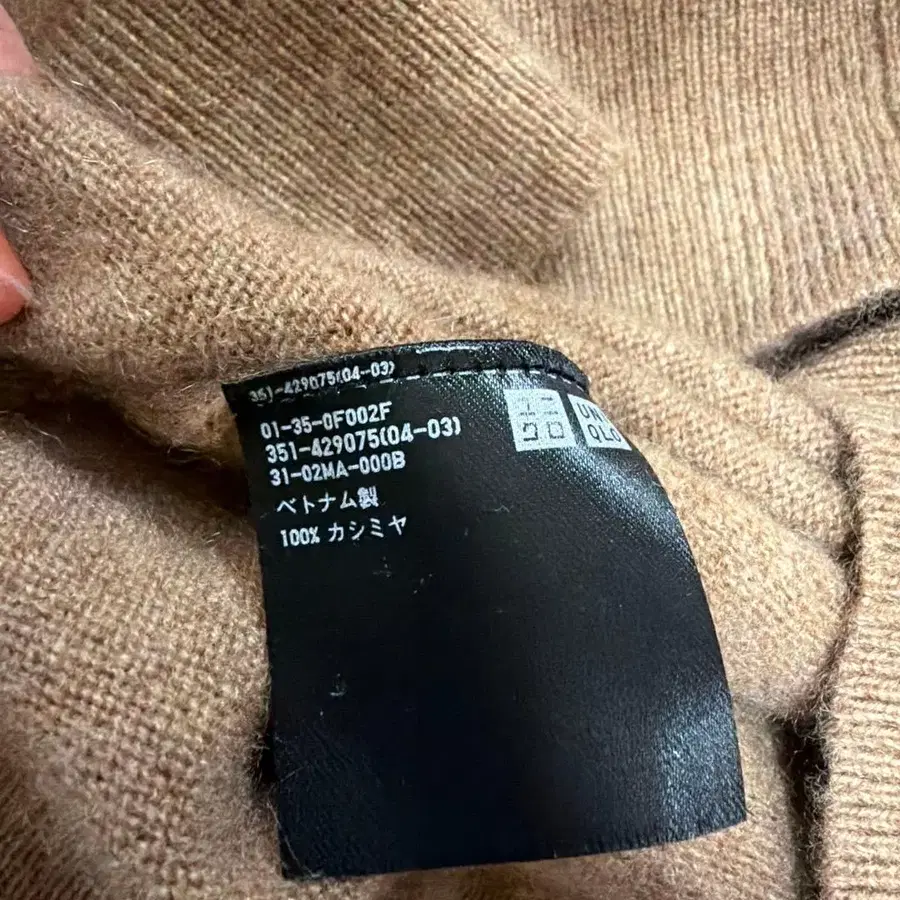 351-429075(04-03)
01-35-0F002F
351-429075(04-03)
31-02MA-000B
ベトナム製
100% カシミヤ
ユニ
クロ
UNI
QLO